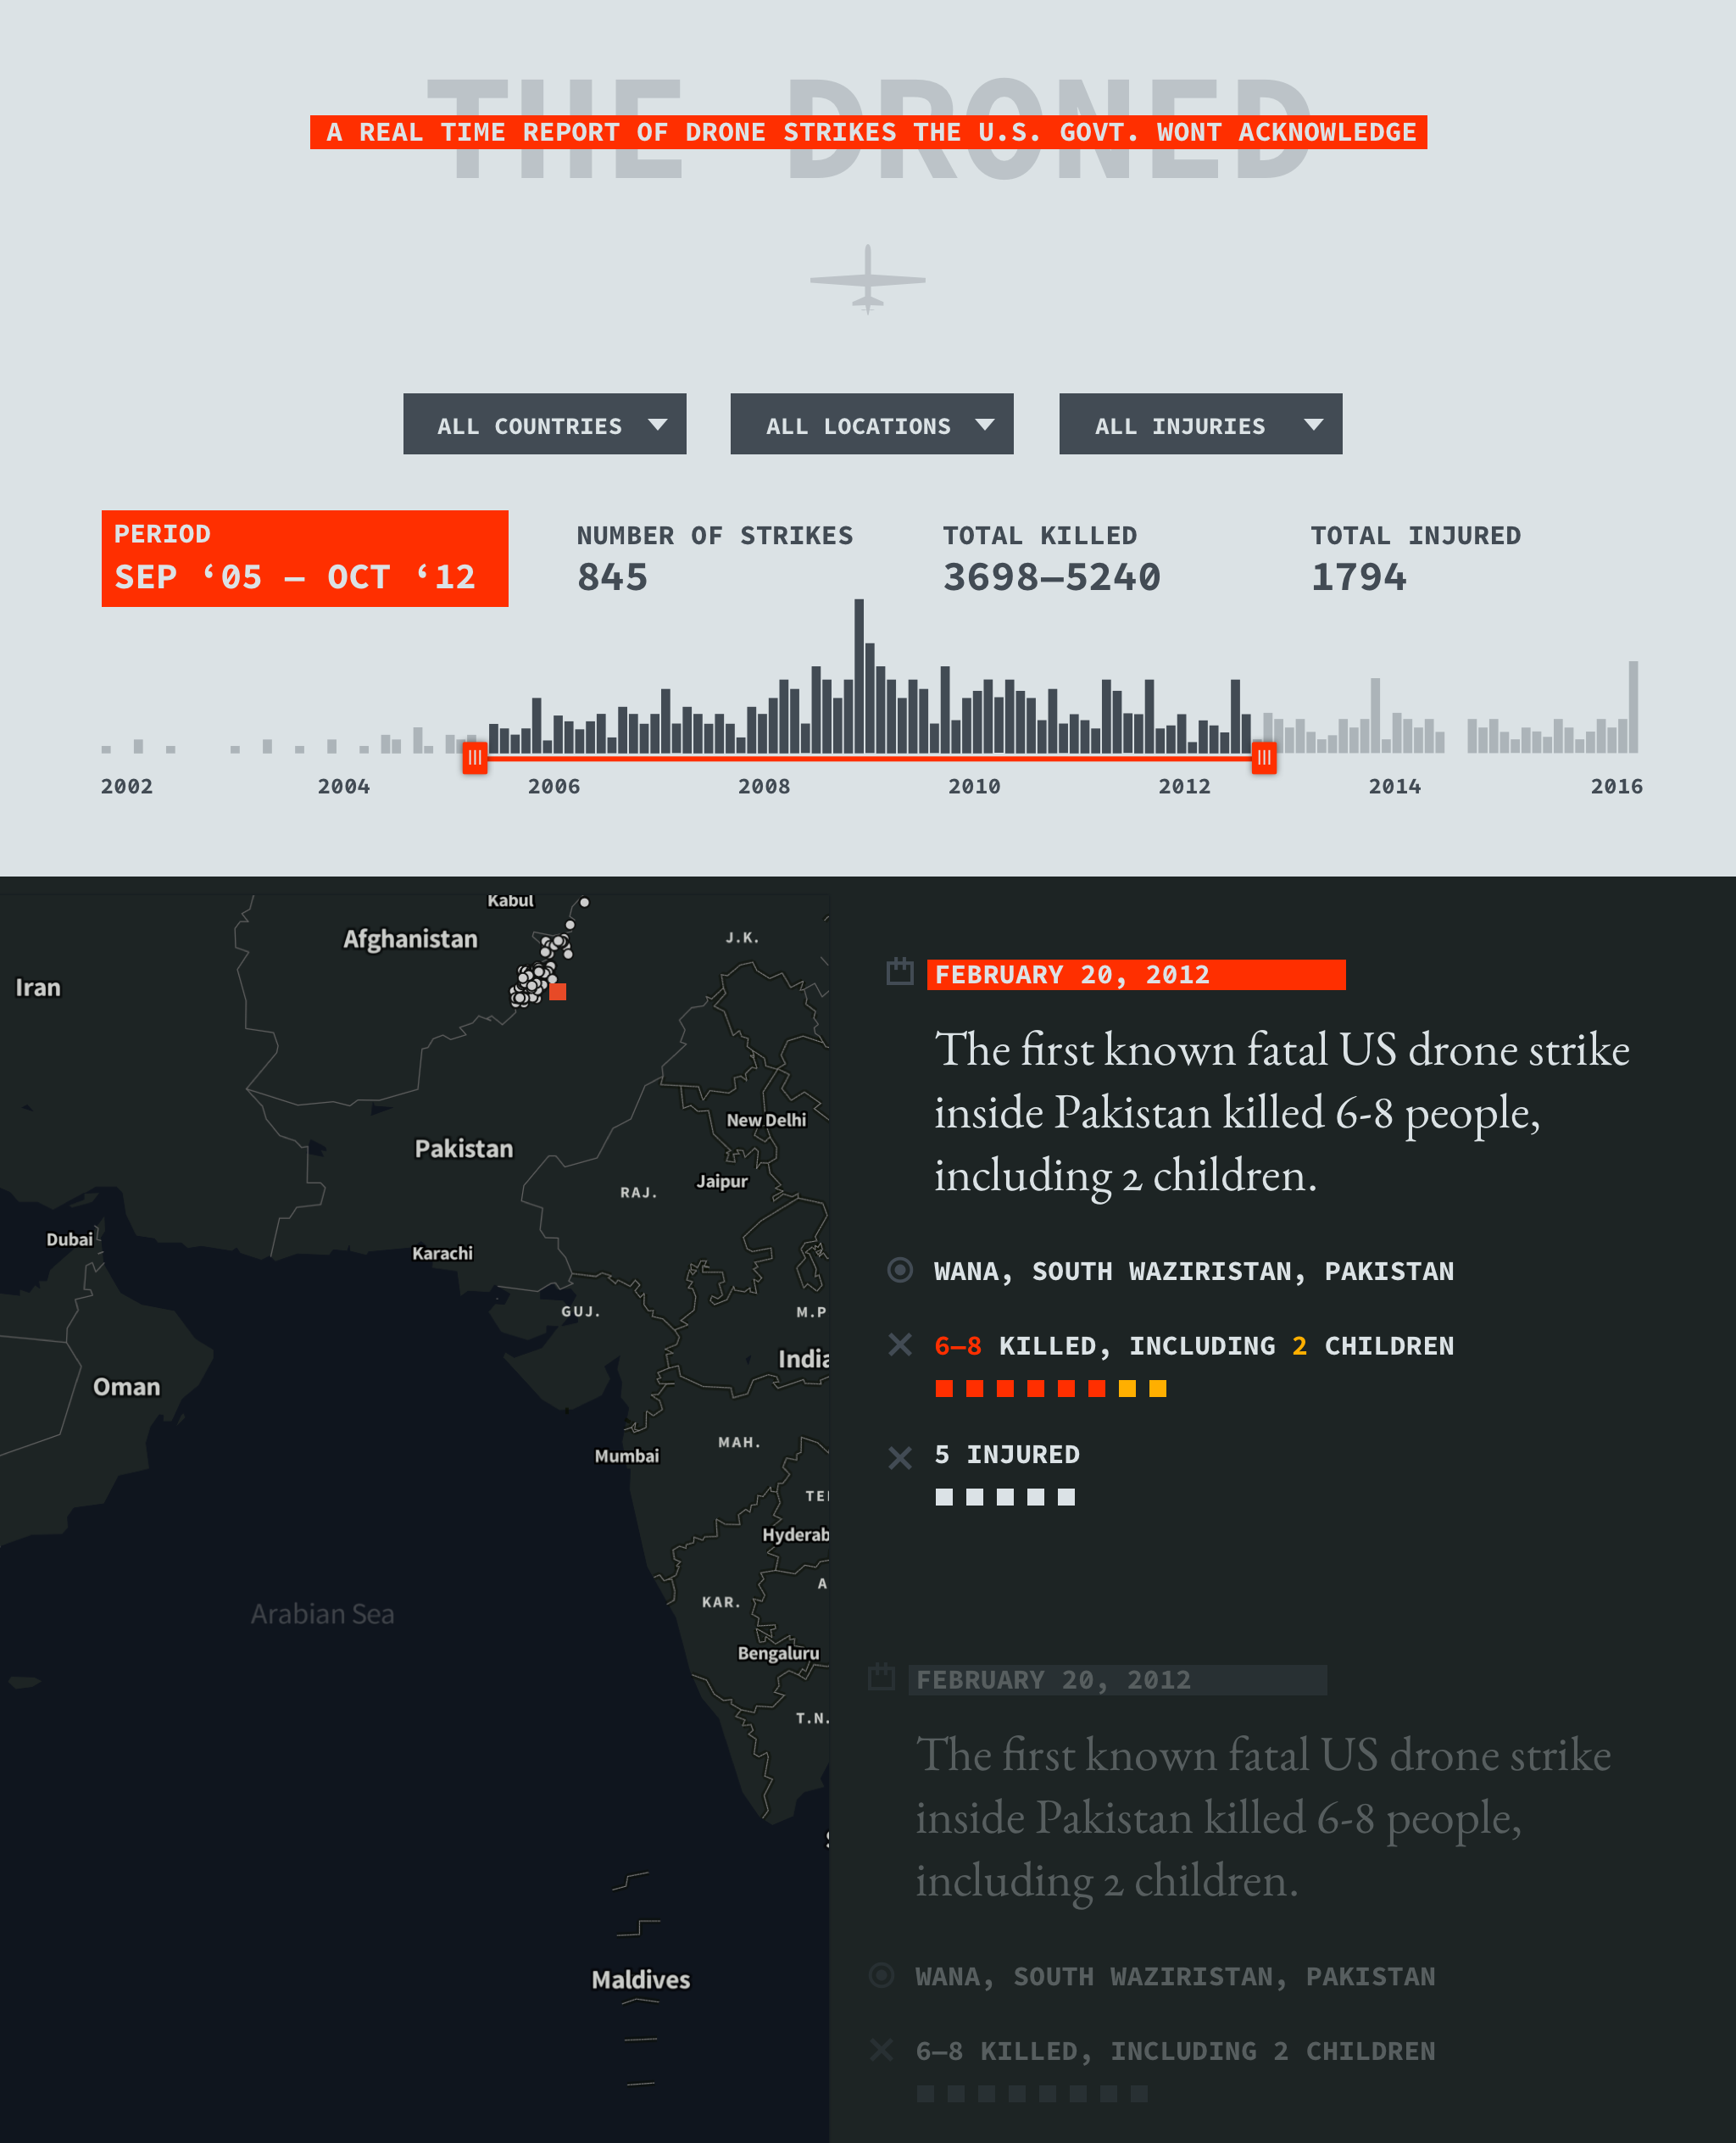 THE DRONED
A REAL TIME REPORT OF DRONE STRIKES THE U.S. GOVT. WONT ACKNOWLEDGE
ALL COUNTRIES
ALL LOCATIONS
ALL INJURIES
PERIOD
SEP ‘05 — OCT ‘12
NUMBER OF STRIKES
845
TOTAL KILLED
3698–5240
TOTAL INJURED
1794
2002 2004 2006 2008 2010 2012 2014 2016
Kabul
Afghanistan
J.K.
Iran
New Delhi
Pakistan
Jaipur
RAJ.
Dubai
Karachi
GUJ.
M.P
India
Oman
MAH.
Mumbai
Hyderab
A
KAR.
Arabian Sea
Bengaluru
T.N.
Maldives
FEBRUARY 20, 2012
The first known fatal US drone strike
inside Pakistan killed 6-8 people,
including 2 children.
WANA, SOUTH WAZIRISTAN, PAKISTAN
6–8 KILLED, INCLUDING 2 CHILDREN
5 INJURED
FEBRUARY 20, 2012
The first known fatal US drone strike
inside Pakistan killed 6-8 people,
including 2 children.
WANA, SOUTH WAZIRISTAN, PAKISTAN
6–8 KILLED, INCLUDING 2 CHILDREN